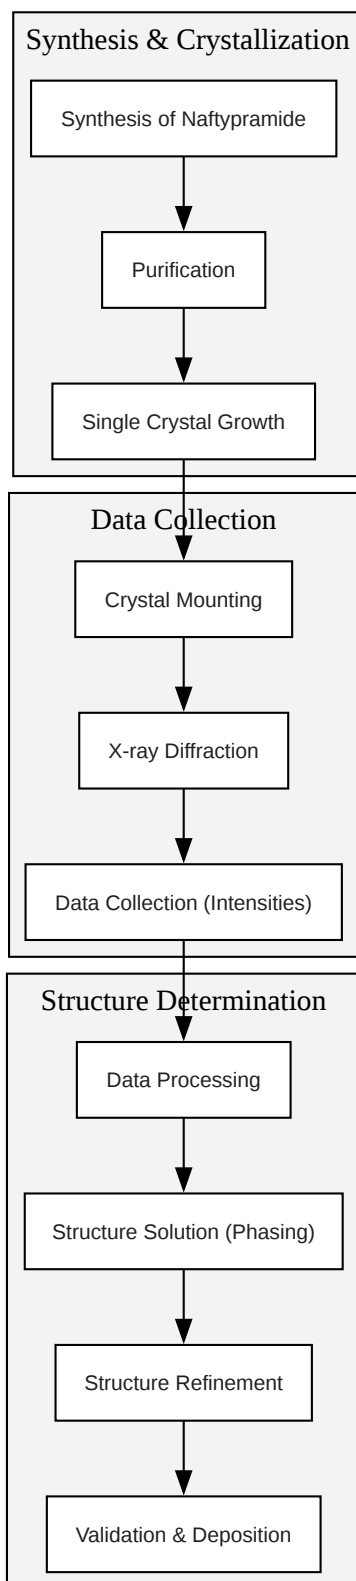 Synthesis & Crystallization
Synthesis of Naftypramide
Purification
Single Crystal Growth
Data Collection
Crystal Mounting
X-ray Diffraction
Data Collection (Intensities)
Structure Determination
Data Processing
Structure Solution (Phasing)
Structure Refinement
Validation & Deposition